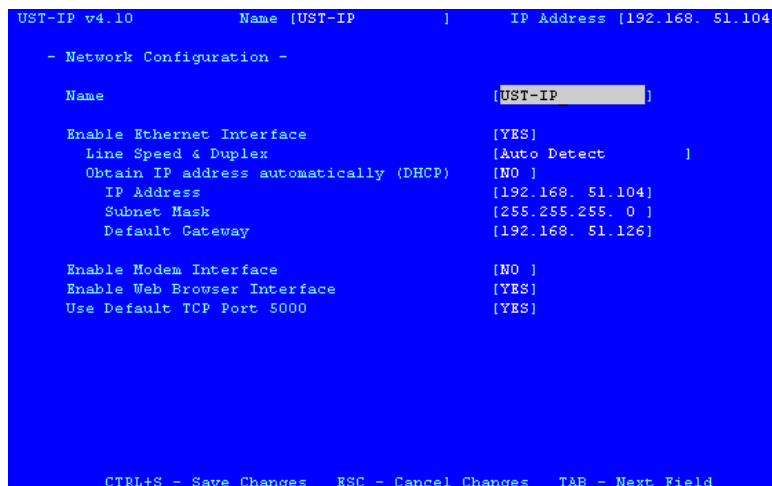 UST-IP v4.10 Name [UST-IP ] IP Address [192.168. 51.104
- Network Configuration -
Name [UST-IP_ ]
Enable Ethernet Interface [YES]
Line Speed & Duplex [Auto Detect ]
Obtain IP address automatically (DHCP) [NO ]
IP Address [192.168. 51.104]
Subnet Mask [255.255.255. 0 ]
Default Gateway [192.168. 51.126]
Enable Modem Interface [NO ]
Enable Web Browser Interface [YES]
Use Default TCP Port 5000 [YES]
CTRL+S - Save Changes ESC - Cancel Changes TAB - Next Field